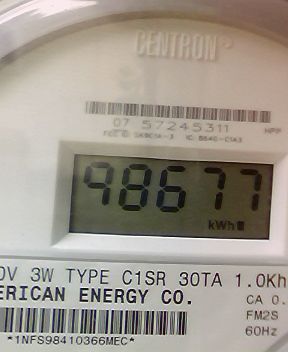 CENTRON®
07 57245311 HPP
98677
kWh
0V 3W TYPE C1SR 30TA 1.0Kh
ERICAN ENERGY CO. CA 0.
FM2S
60Hz
*1NFS98410366MEC*